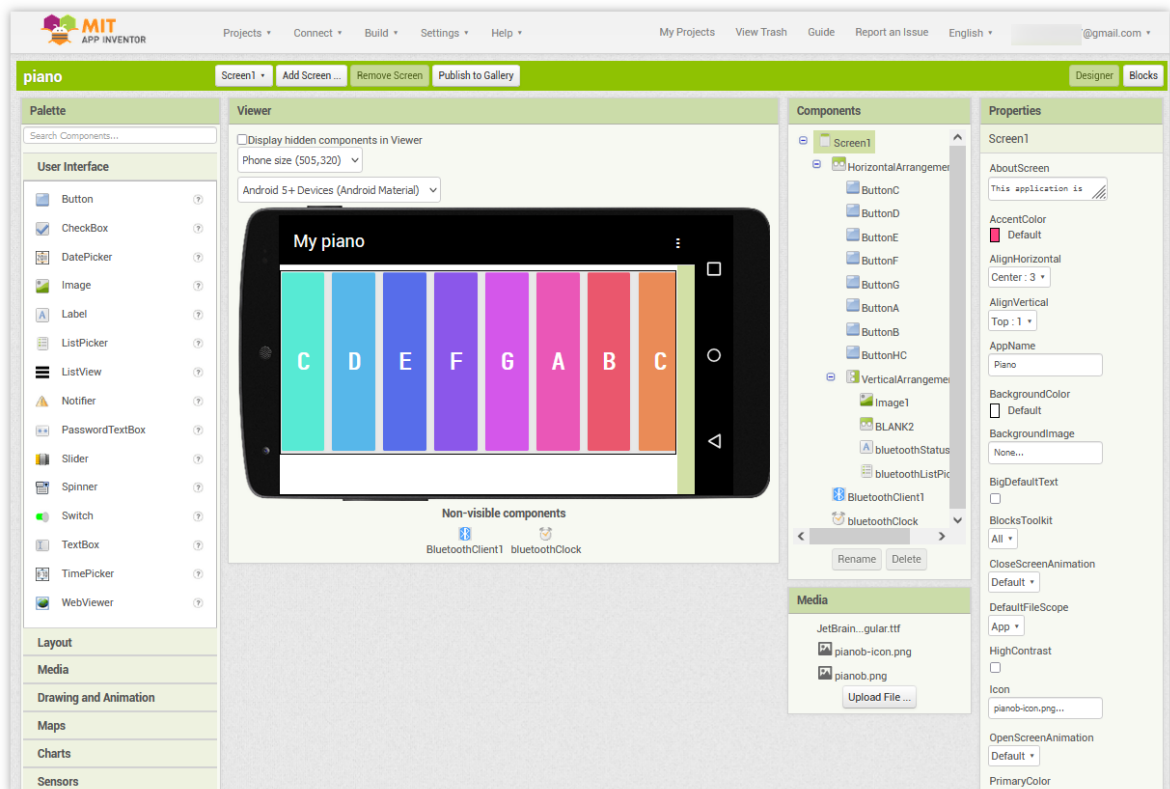 MIT
APP INVENTOR
Projects Connect Build Settings Help My Projects View Trash Guide Report an Issue English @gmail.com
piano Screen1 Add Screen ... Remove Screen Publish to Gallery Designer Blocks
Palette
Search Components...
User Interface
Button
CheckBox
DatePicker
Image
Label
ListPicker
ListView
Notifier
PasswordTextBox
Slider
Spinner
Switch
TextBox
TimePicker
WebViewer
Layout
Media
Drawing and Animation
Maps
Charts
Sensors
Viewer
Display hidden components in Viewer
Phone size (505,320)
Android 5+ Devices (Android Material)
My piano
C D E F G A B C
Non-visible components
BluetoothClient1 bluetoothClock
Components
Screen1
HorizontalArrangemen
ButtonC
ButtonD
ButtonE
ButtonF
ButtonG
ButtonA
ButtonB
ButtonHC
VerticalArrangemen
Image1
BLANK2
bluetoothStatus
bluetoothListPic
BluetoothClient1
bluetoothClock
Rename Delete
Media
JetBrain...gular.ttf
pianob-icon.png
pianob.png
Upload File ...
Properties
Screen1
AboutScreen
This application is
AccentColor
Default
AlignHorizontal
Center : 3
AlignVertical
Top : 1
AppName
Piano
BackgroundColor
Default
BackgroundImage
None...
BigDefaultText
BlocksToolkit
All
CloseScreenAnimation
Default
DefaultFileScope
App
HighContrast
Icon
pianob-icon.png...
OpenScreenAnimation
Default
PrimaryColor